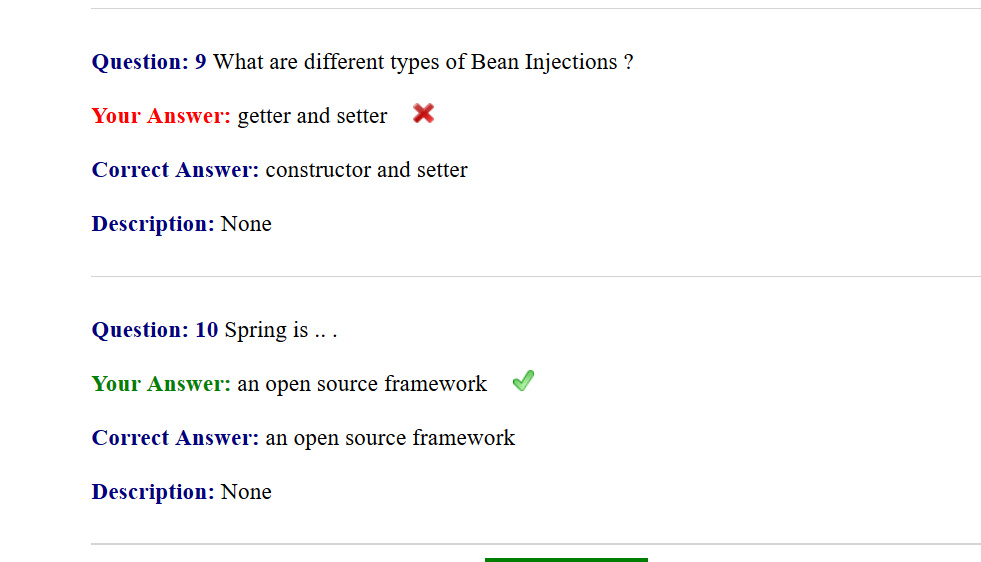 Question: 9 What are different types of Bean Injections ?
Your Answer: getter and setter
Correct Answer: constructor and setter
Description: None
Question: 10 Spring is .. .
Your Answer: an open source framework
Correct Answer: an open source framework
Description: None